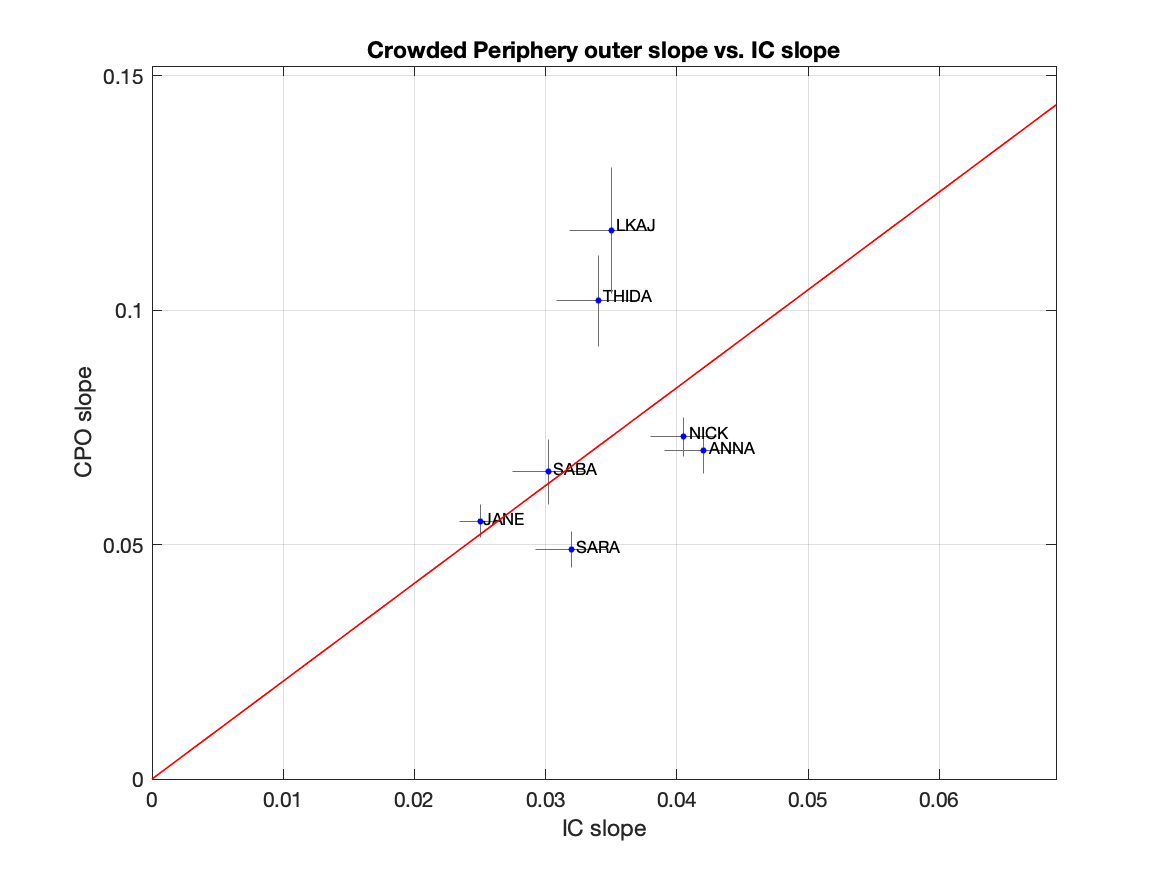 Crowded Periphery outer slope vs. IC slope
0.15
LKAJ
THIDA
0.1
CPO slope
NICK
ANNA
SABA
JANE
0.05
SARA
0
0 0.01 0.02 0.03 0.04 0.05 0.06
IC slope